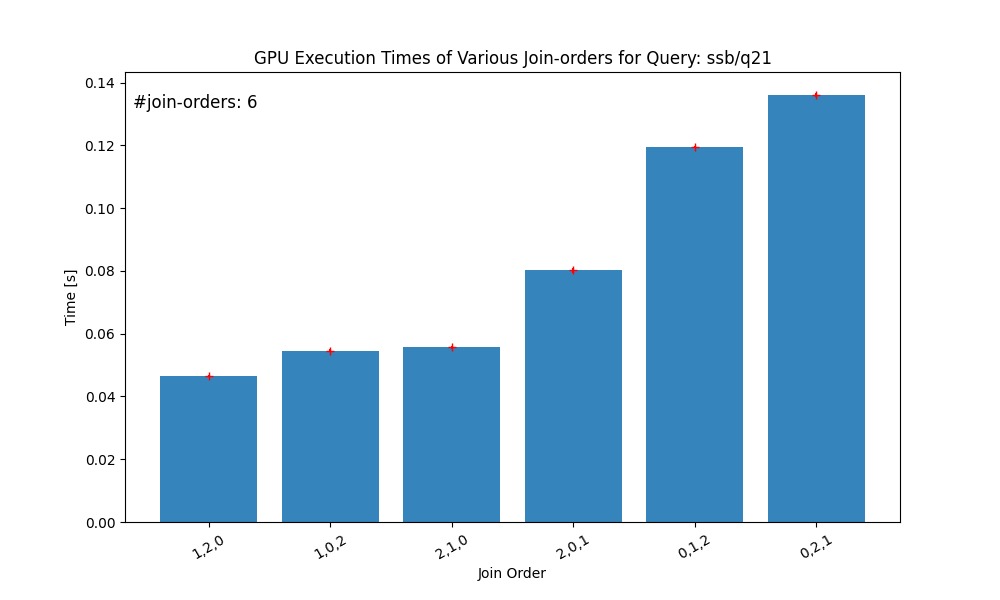 GPU Execution Times of Various Join-orders for Query: ssb/q21
#join-orders: 6
Time [s]
0.14
0.12
0.10
0.08
0.06
0.04
0.02
0.00
1,2,0 1,0,2 2,1,0 2,0,1 0,1,2 0,2,1
Join Order